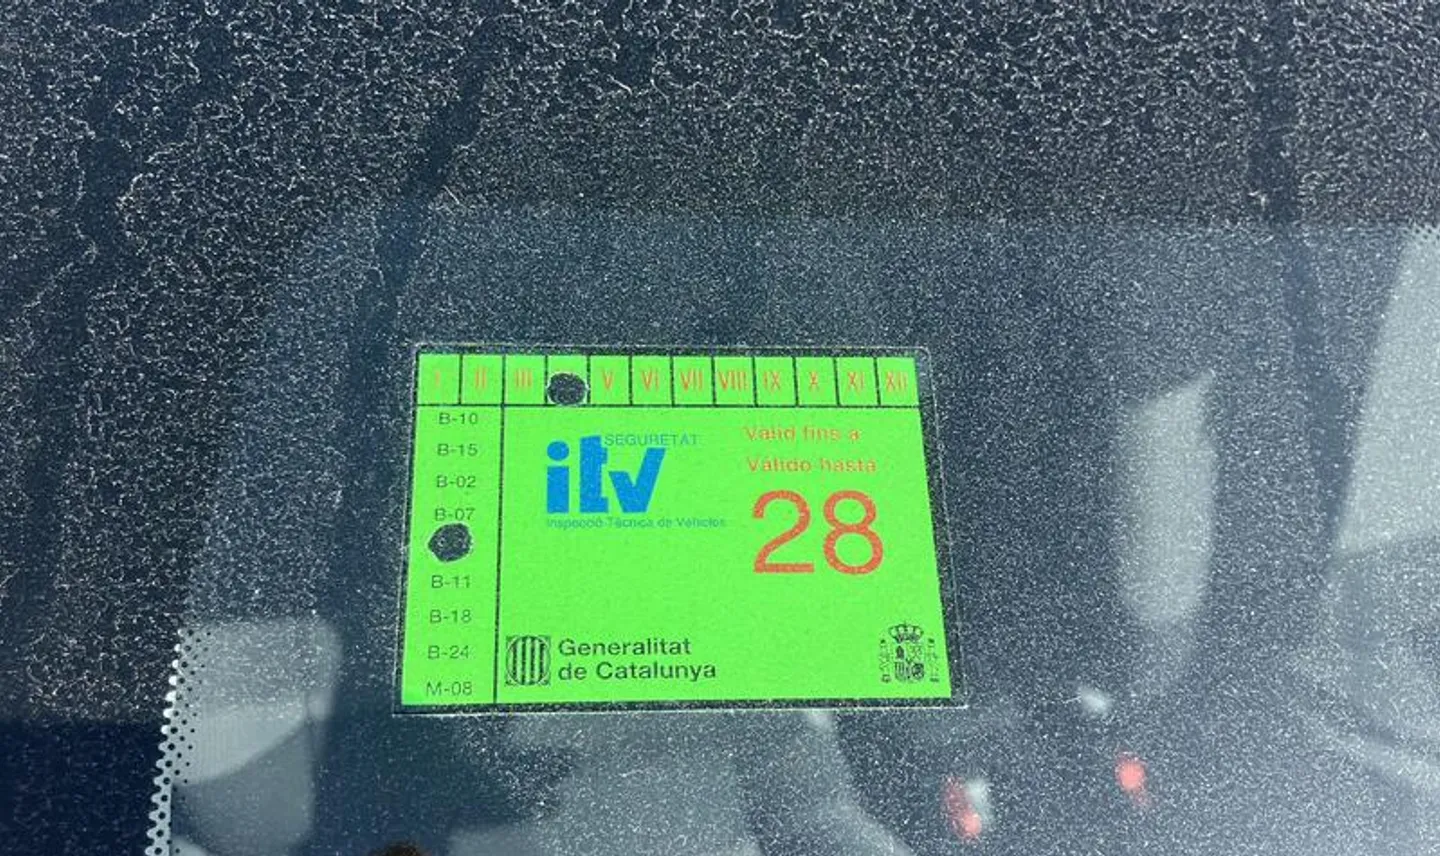 I II III V VI VII VIII IX X XI XII
B-10
B-15
B-02
B-07
B-11
B-18
B-24
M-08
SEGURETAT
itv
Inspecció Tècnica de Vehicles
Vàlid fins a
Válido hasta
28
Generalitat
de Catalunya